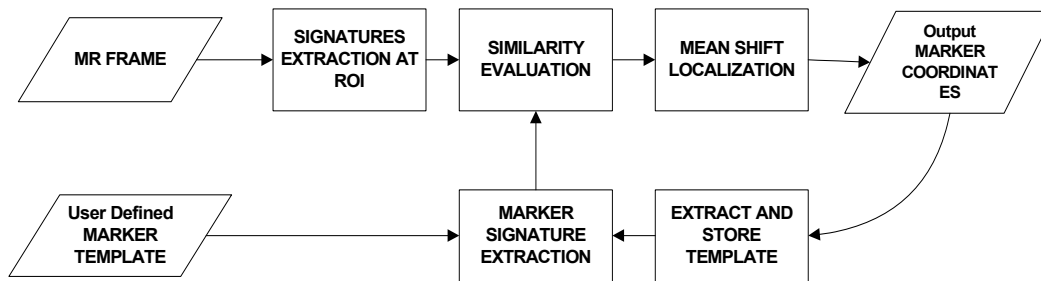 MR FRAME
SIGNATURES
EXTRACTION AT
ROI
SIMILARITY
EVALUATION
MEAN SHIFT
LOCALIZATION
Output
MARKER
COORDINAT
ES
User Defined
MARKER
TEMPLATE
MARKER
SIGNATURE
EXTRACTION
EXTRACT AND
STORE
TEMPLATE